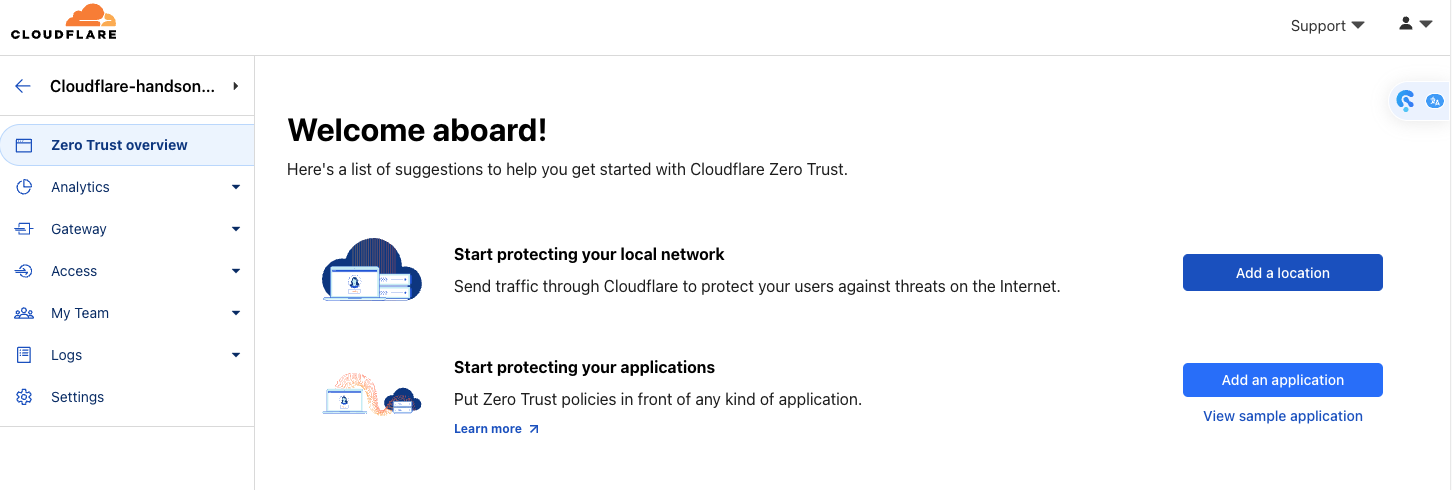 CLOUDFLARE
Support
Cloudflare-handson...
Zero Trust overview
Analytics
Gateway
Access
My Team
Logs
Settings
Welcome aboard!
Here's a list of suggestions to help you get started with Cloudflare Zero Trust.
Start protecting your local network
Send traffic through Cloudflare to protect your users against threats on the Internet.
Add a location
Start protecting your applications
Put Zero Trust policies in front of any kind of application.
Learn more
Add an application
View sample application